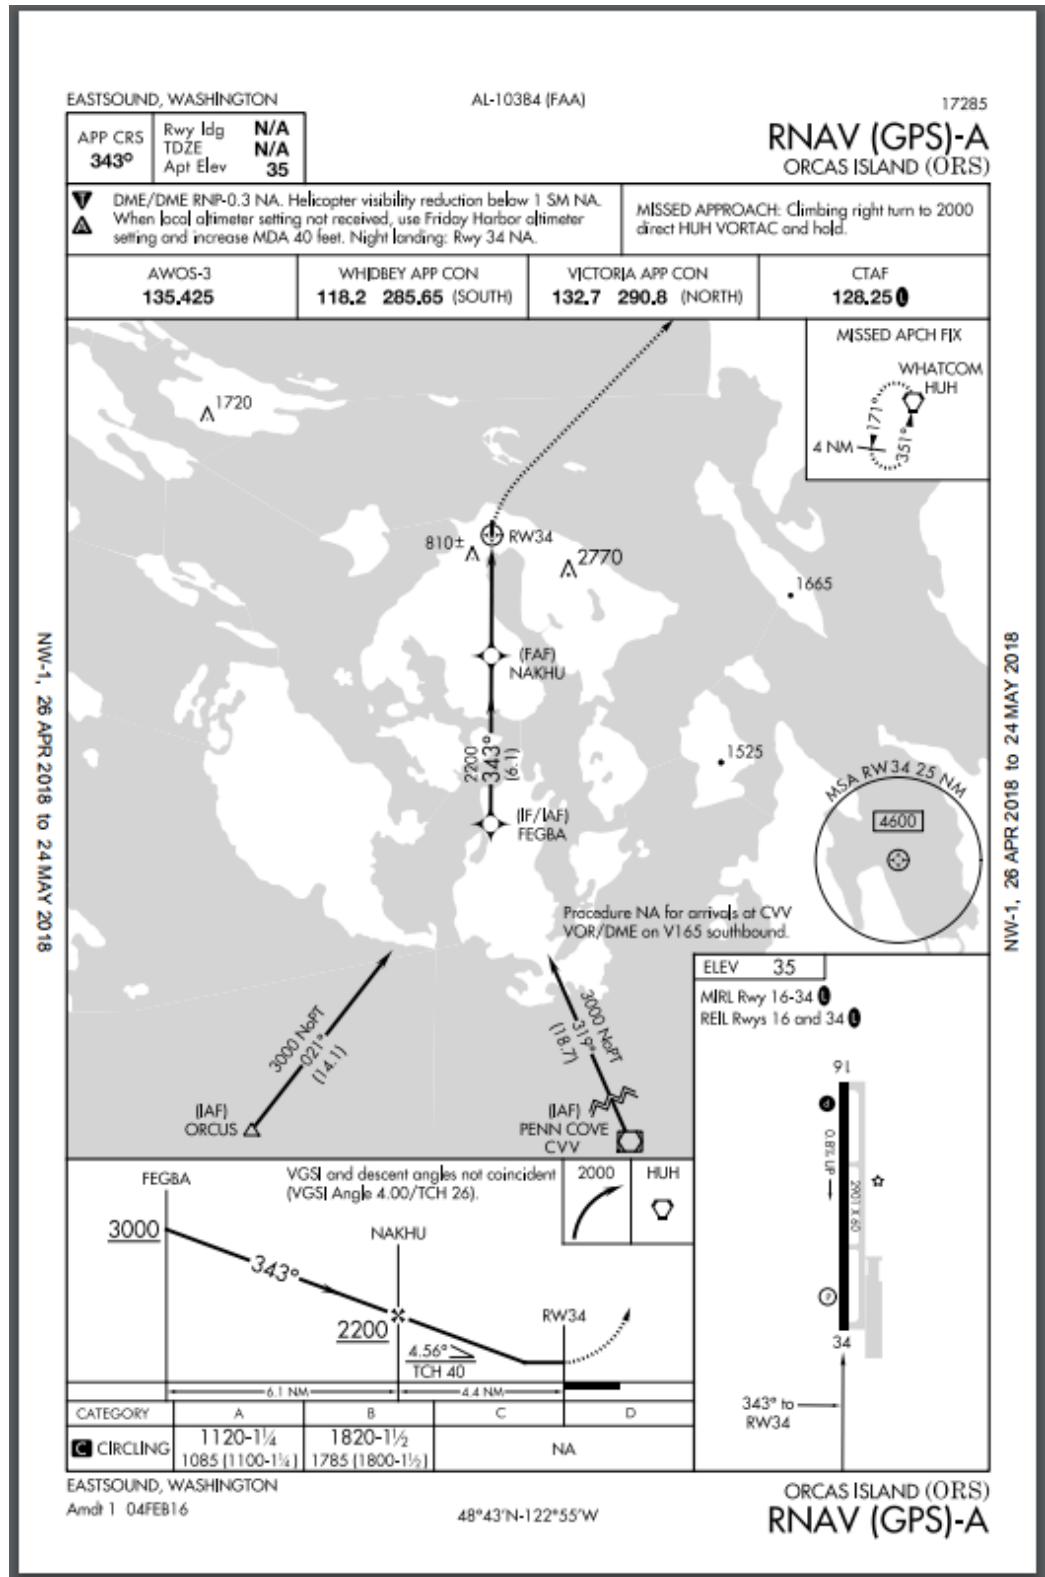 EASTSOUND, WASHINGTON
AL-10384 (FAA)
17285
RNAV (GPS)-A
ORCAS ISLAND (ORS)
APP CRS
343°
Rwy ldg N/A
TDZE N/A
Apt Elev 35
T
A
DME/DME RNP-0.3 NA. Helicopter visibility reduction below 1 SM NA.
When local altimeter setting not received, use Friday Harbor altimeter
setting and increase MDA 40 feet. Night landing: Rwy 34 NA.
MISSED APPROACH: Climbing right turn to 2000
direct HUH VORTAC and hold.
AWOS-3
135.425
WHIDBEY APP CON
118.2 285.65 (SOUTH)
VICTORIA APP CON
132.7 290.8 (NORTH)
CTAF
128.25 L
MISSED APCH FIX
WHATCOM
HUH
171°
351°
4 NM
1720
810±
RW34
2770
1665
(FAF)
NAKHU
2200
343°
(6.1)
1525
(IF/IAF)
FEGBA
MSA RW34 25 NM
4600
Procedure NA for arrivals at CVV
VOR/DME on V165 southbound.
3000 NoPT
021°
(14.1)
(IAF)
ORCUS
3000 NoPT
319°
(18.7)
(IAF)
PENN COVE
CVV
NW-1, 26 APR 2018 to 24 MAY 2018
NW-1, 26 APR 2018 to 24 MAY 2018
ELEV 35
MIRL Rwy 16-34 L
REIL Rwys 16 and 34 L
16
P
0.8% UP
2901 X 60
P
34
343° to
RW34
FEGBA
VGSI and descent angles not coincident
(VGSI Angle 4.00/TCH 26).
2000
HUH
3000
343°
NAKHU
2200
4.56°
TCH 40
RW34
6.1 NM
4.4 NM
CATEGORY A B C D
C CIRCLING
1120-1¼
1085 (1100-1¼)
1820-1½
1785 (1800-1½)
NA
EASTSOUND, WASHINGTON
Amdt 1 04FEB16
48°43'N-122°55'W
ORCAS ISLAND (ORS)
RNAV (GPS)-A